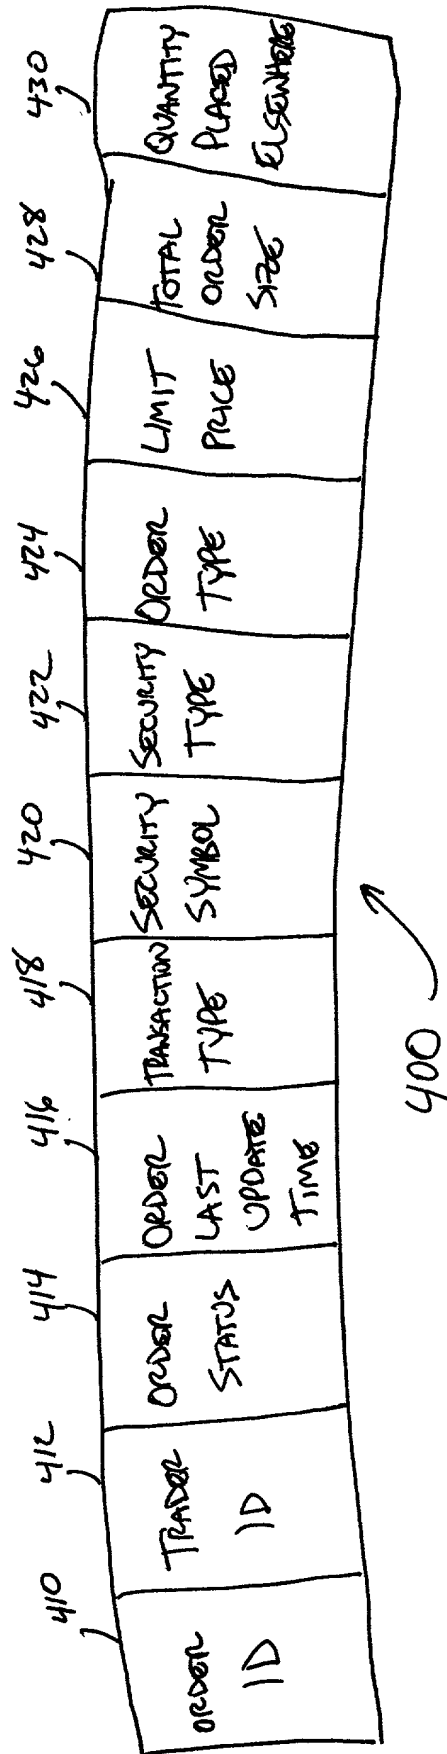 410
412
414
416
418
420
422
424
426
428
430
ORDER
ID
TRADER
ID
ORDER
STATUS
ORDER
LAST
UPDATE
TIME
TRANSACTION
TYPE
SECURITY
SYMBOL
SECURITY
TYPE
ORDER
TYPE
LIMIT
PRICE
TOTAL
ORDER
SIZE
QUANTITY
PLACED
ELSEWHERE
400